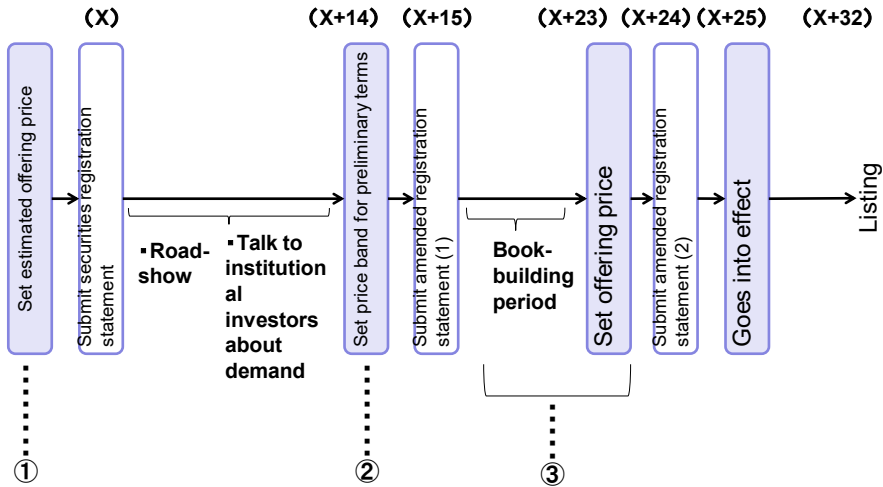 (X)
(X+14)
(X+15)
(X+23)
(X+24)
(X+25)
(X+32)
Set estimated offering price
Submit securities registration
statement
▪Road-
show
▪Talk to
institution
al
investors
about
demand
Set price band for preliminary terms
Submit amended registration
statement (1)
Book-
building
period
Set offering price
Submit amended registration
statement (2)
Goes into effect
Listing
①
②
③